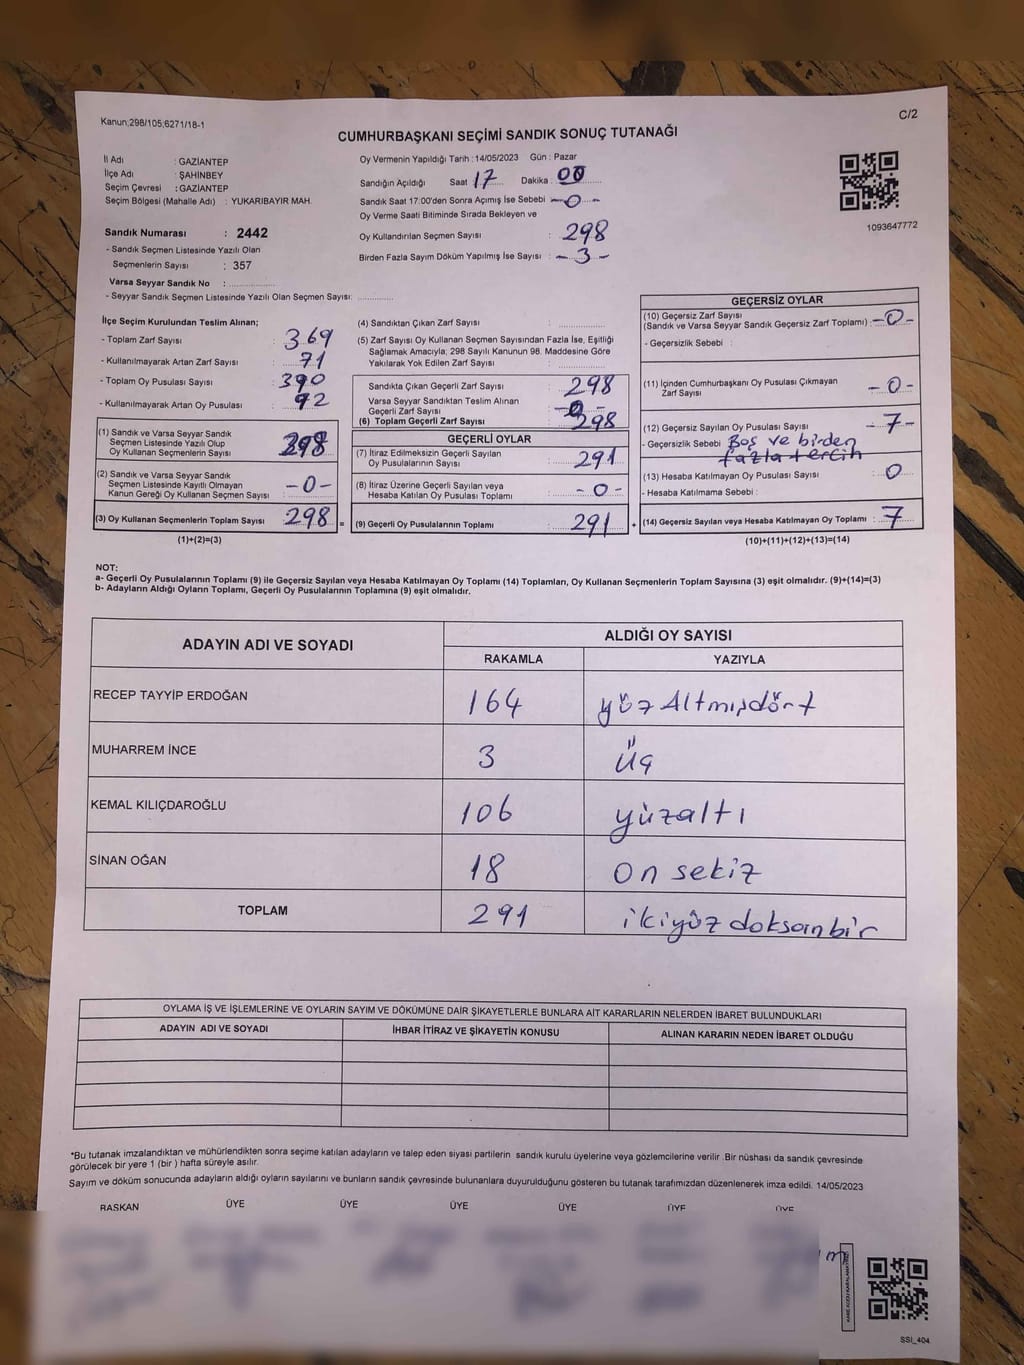 Kanun;298/105;6271/18-1
C/2
CUMHURBAŞKANI SEÇİMİ SANDIK SONUÇ TUTANAĞI
İl Adı : GAZİANTEP
İlçe Adı : ŞAHİNBEY
Seçim Çevresi : GAZİANTEP
Seçim Bölgesi (Mahalle Adı) : YUKARIBAYIR MAH.
Sandık Numarası : 2442
- Sandık Seçmen Listesinde Yazılı Olan
Seçmenlerin Sayısı : 357
Varsa Seyyar Sandık No :
- Seyyar Sandık Seçmen Listesinde Yazılı Olan Seçmen Sayısı:
Oy Vermenin Yapıldığı Tarih : 14/05/2023 Gün : Pazar
Sandığın Açıldığı Saat 17 Dakika : 00
Sandık Saat 17:00'den Sonra Açımış İse Sebebi -0-
Oy Verme Saati Bitiminde Sırada Bekleyen ve
Oy Kullandırılan Seçmen Sayısı : 298
Birden Fazla Sayım Döküm Yapılmış İse Sayısı : -3-
1093647772
İlçe Seçim Kurulundan Teslim Alınan;
- Toplam Zarf Sayısı : 369
- Kullanılmayarak Artan Zarf Sayısı : 71
- Toplam Oy Pusulası Sayısı : 390
- Kullanılmayarak Artan Oy Pusulası : 92
(1) Sandık ve Varsa Seyyar Sandık
Seçmen Listesinde Yazılı Olup
Oy Kullanan Seçmenlerin Sayısı : 298
(2) Sandık ve Varsa Seyyar Sandık
Seçmen Listesinde Kayıtlı Olmayan
Kanun Gereği Oy Kullanan Seçmen Sayısı -0-
(3) Oy Kullanan Seçmenlerin Toplam Sayısı : 298 =
(1)+(2)=(3)
(4) Sandıktan Çıkan Zarf Sayısı :
(5) Zarf Sayısı Oy Kullanan Seçmen Sayısından Fazla İse, Eşitliği
Sağlamak Amacıyla; 298 Sayılı Kanunun 98. Maddesine Göre
Yakılarak Yok Edilen Zarf Sayısı :
Sandıkta Çıkan Geçerli Zarf Sayısı : 298
Varsa Seyyar Sandıktan Teslim Alınan
Geçerli Zarf Sayısı : -0-
(6) Toplam Geçerli Zarf Sayısı : 298
GEÇERLİ OYLAR
(7) İtiraz Edilmeksizin Geçerli Sayılan
Oy Pusulalarının Sayısı : 291
(8) İtiraz Üzerine Geçerli Sayılan veya
Hesaba Katılan Oy Pusulası Toplamı : -0-
(9) Geçerli Oy Pusulalarının Toplamı : 291 +
GEÇERSİZ OYLAR
(10) Geçersiz Zarf Sayısı
(Sandık ve Varsa Seyyar Sandık Geçersiz Zarf Toplamı) : -0-
- Geçersizlik Sebebi :
(11) İçinden Cumhurbaşkanı Oy Pusulası Çıkmayan
Zarf Sayısı : -0-
(12) Geçersiz Sayılan Oy Pusulası Sayısı : -7-
- Geçersizlik Sebebi : Boş ve birden
fazla tercih
(13) Hesaba Katılmayan Oy Pusulası Sayısı : 0
- Hesaba Katılmama Sebebi :
(14) Geçersiz Sayılan veya Hesaba Katılmayan Oy Toplamı : 7
(10)+(11)+(12)+(13)=(14)
NOT:
a- Geçerli Oy Pusulalarının Toplamı (9) ile Geçersiz Sayılan veya Hesaba Katılmayan Oy Toplamı (14) Toplamları, Oy Kullanan Seçmenlerin Toplam Sayısına (3) eşit olmalıdır. (9)+(14)=(3)
b- Adayların Aldığı Oyların Toplamı, Geçerli Oy Pusulalarının Toplamına (9) eşit olmalıdır.
ADAYIN ADI VE SOYADI ALDIĞI OY SAYISI
RAKAMLA YAZIYLA
RECEP TAYYİP ERDOĞAN 164 yüz Altmışdört
MUHARREM İNCE 3 Üç
KEMAL KILIÇDAROĞLU 106 yüzaltı
SİNAN OĞAN 18 on sekiz
TOPLAM 291 ikiyüz doksanbir
OYLAMA İŞ VE İŞLEMLERİNE VE OYLARIN SAYIM VE DÖKÜMÜNE DAİR ŞİKAYETLERLE BUNLARA AİT KARARLARIN NELERDEN İBARET BULUNDUKLARI
ADAYIN ADI VE SOYADI İHBAR İTİRAZ VE ŞİKAYETİN KONUSU ALINAN KARARIN NEDEN İBARET OLDUĞU
*Bu tutanak imzalandıktan ve mühürlendikten sonra seçime katılan adayların ve talep eden siyasi partilerin sandık kurulu üyelerine veya gözlemcilerine verilir .Bir nüshası da sandık çevresinde
görülecek bir yere 1 (bir ) hafta süreyle asılır.
Sayım ve döküm sonucunda adayların aldığı oyların sayılarını ve bunların sandık çevresinde bulunanlara duyurulduğunu gösteren bu tutanak tarafımızdan düzenlenerek imza edildi. 14/05/2023
BAŞKAN ÜYE ÜYE ÜYE ÜYE ÜYE ÜYE
SSI_404